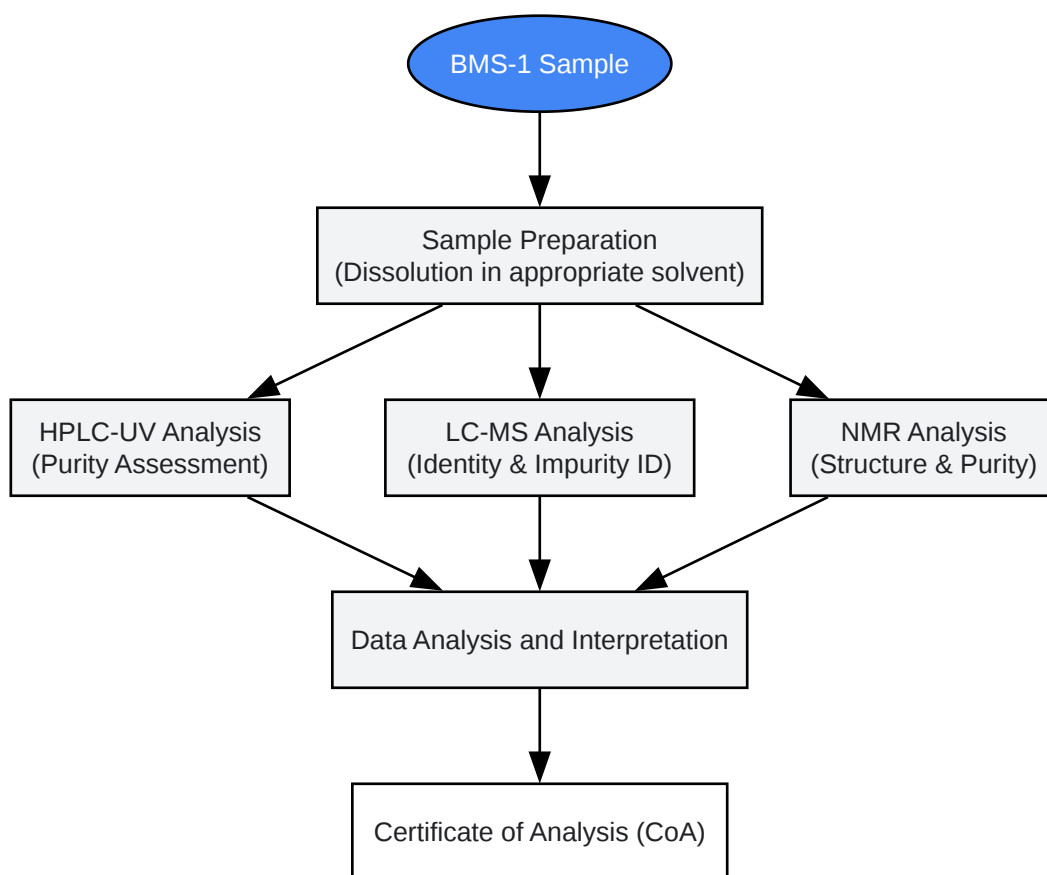 BMS-1 Sample
Sample Preparation
(Dissolution in appropriate solvent)
HPLC-UV Analysis
(Purity Assessment)
LC-MS Analysis
(Identity & Impurity ID)
NMR Analysis
(Structure & Purity)
Data Analysis and Interpretation
Certificate of Analysis (CoA)